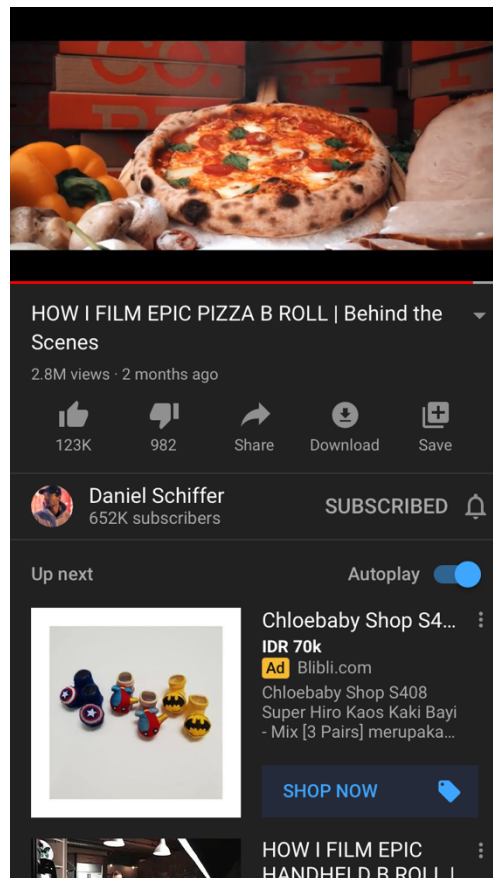 CO.
HOW I FILM EPIC PIZZA B ROLL | Behind the
Scenes
2.8M views · 2 months ago
123K
982
Share
Download
Save
Daniel Schiffer
652K subscribers
SUBSCRIBED
Up next
Autoplay
Chloebaby Shop S4...
IDR 70k
Ad Blibli.com
Chloebaby Shop S408
Super Hiro Kaos Kaki Bayi
- Mix [3 Pairs] merupaka...
SHOP NOW
HOW I FILM EPIC
HANDHELD B ROLL |